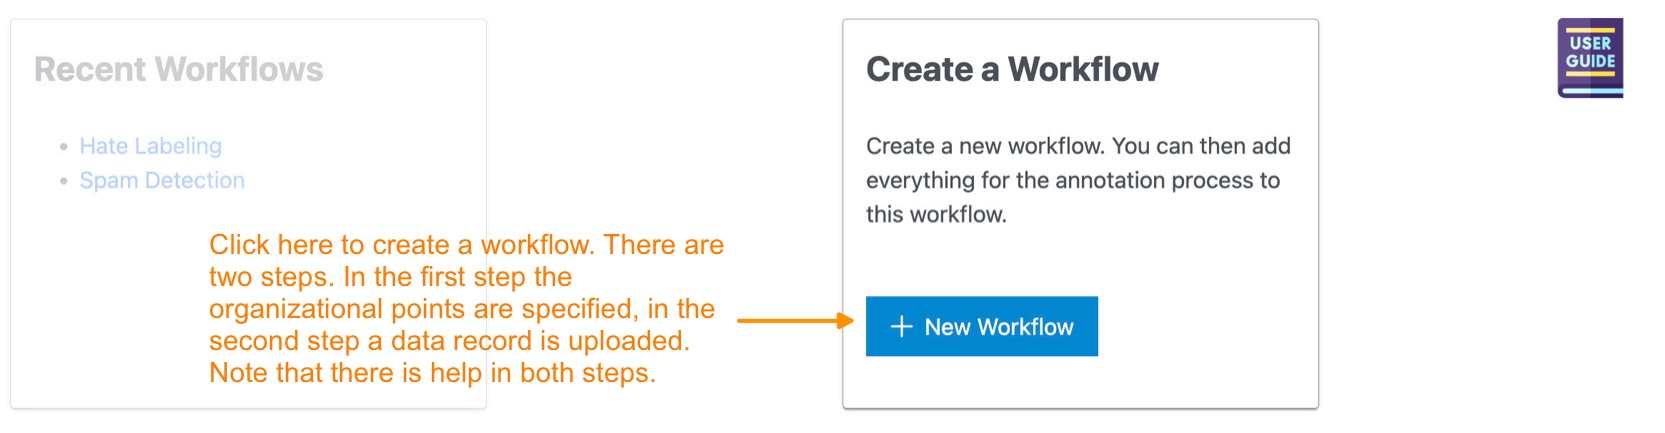 Recent Workflows
• Hate Labeling
• Spam Detection
Click here to create a workflow. There are
two steps. In the first step the
organizational points are specified, in the
second step a data record is uploaded.
Note that there is help in both steps.
Create a Workflow
Create a new workflow. You can then add
everything for the annotation process to
this workflow.
+ New Workflow
USER
GUIDE